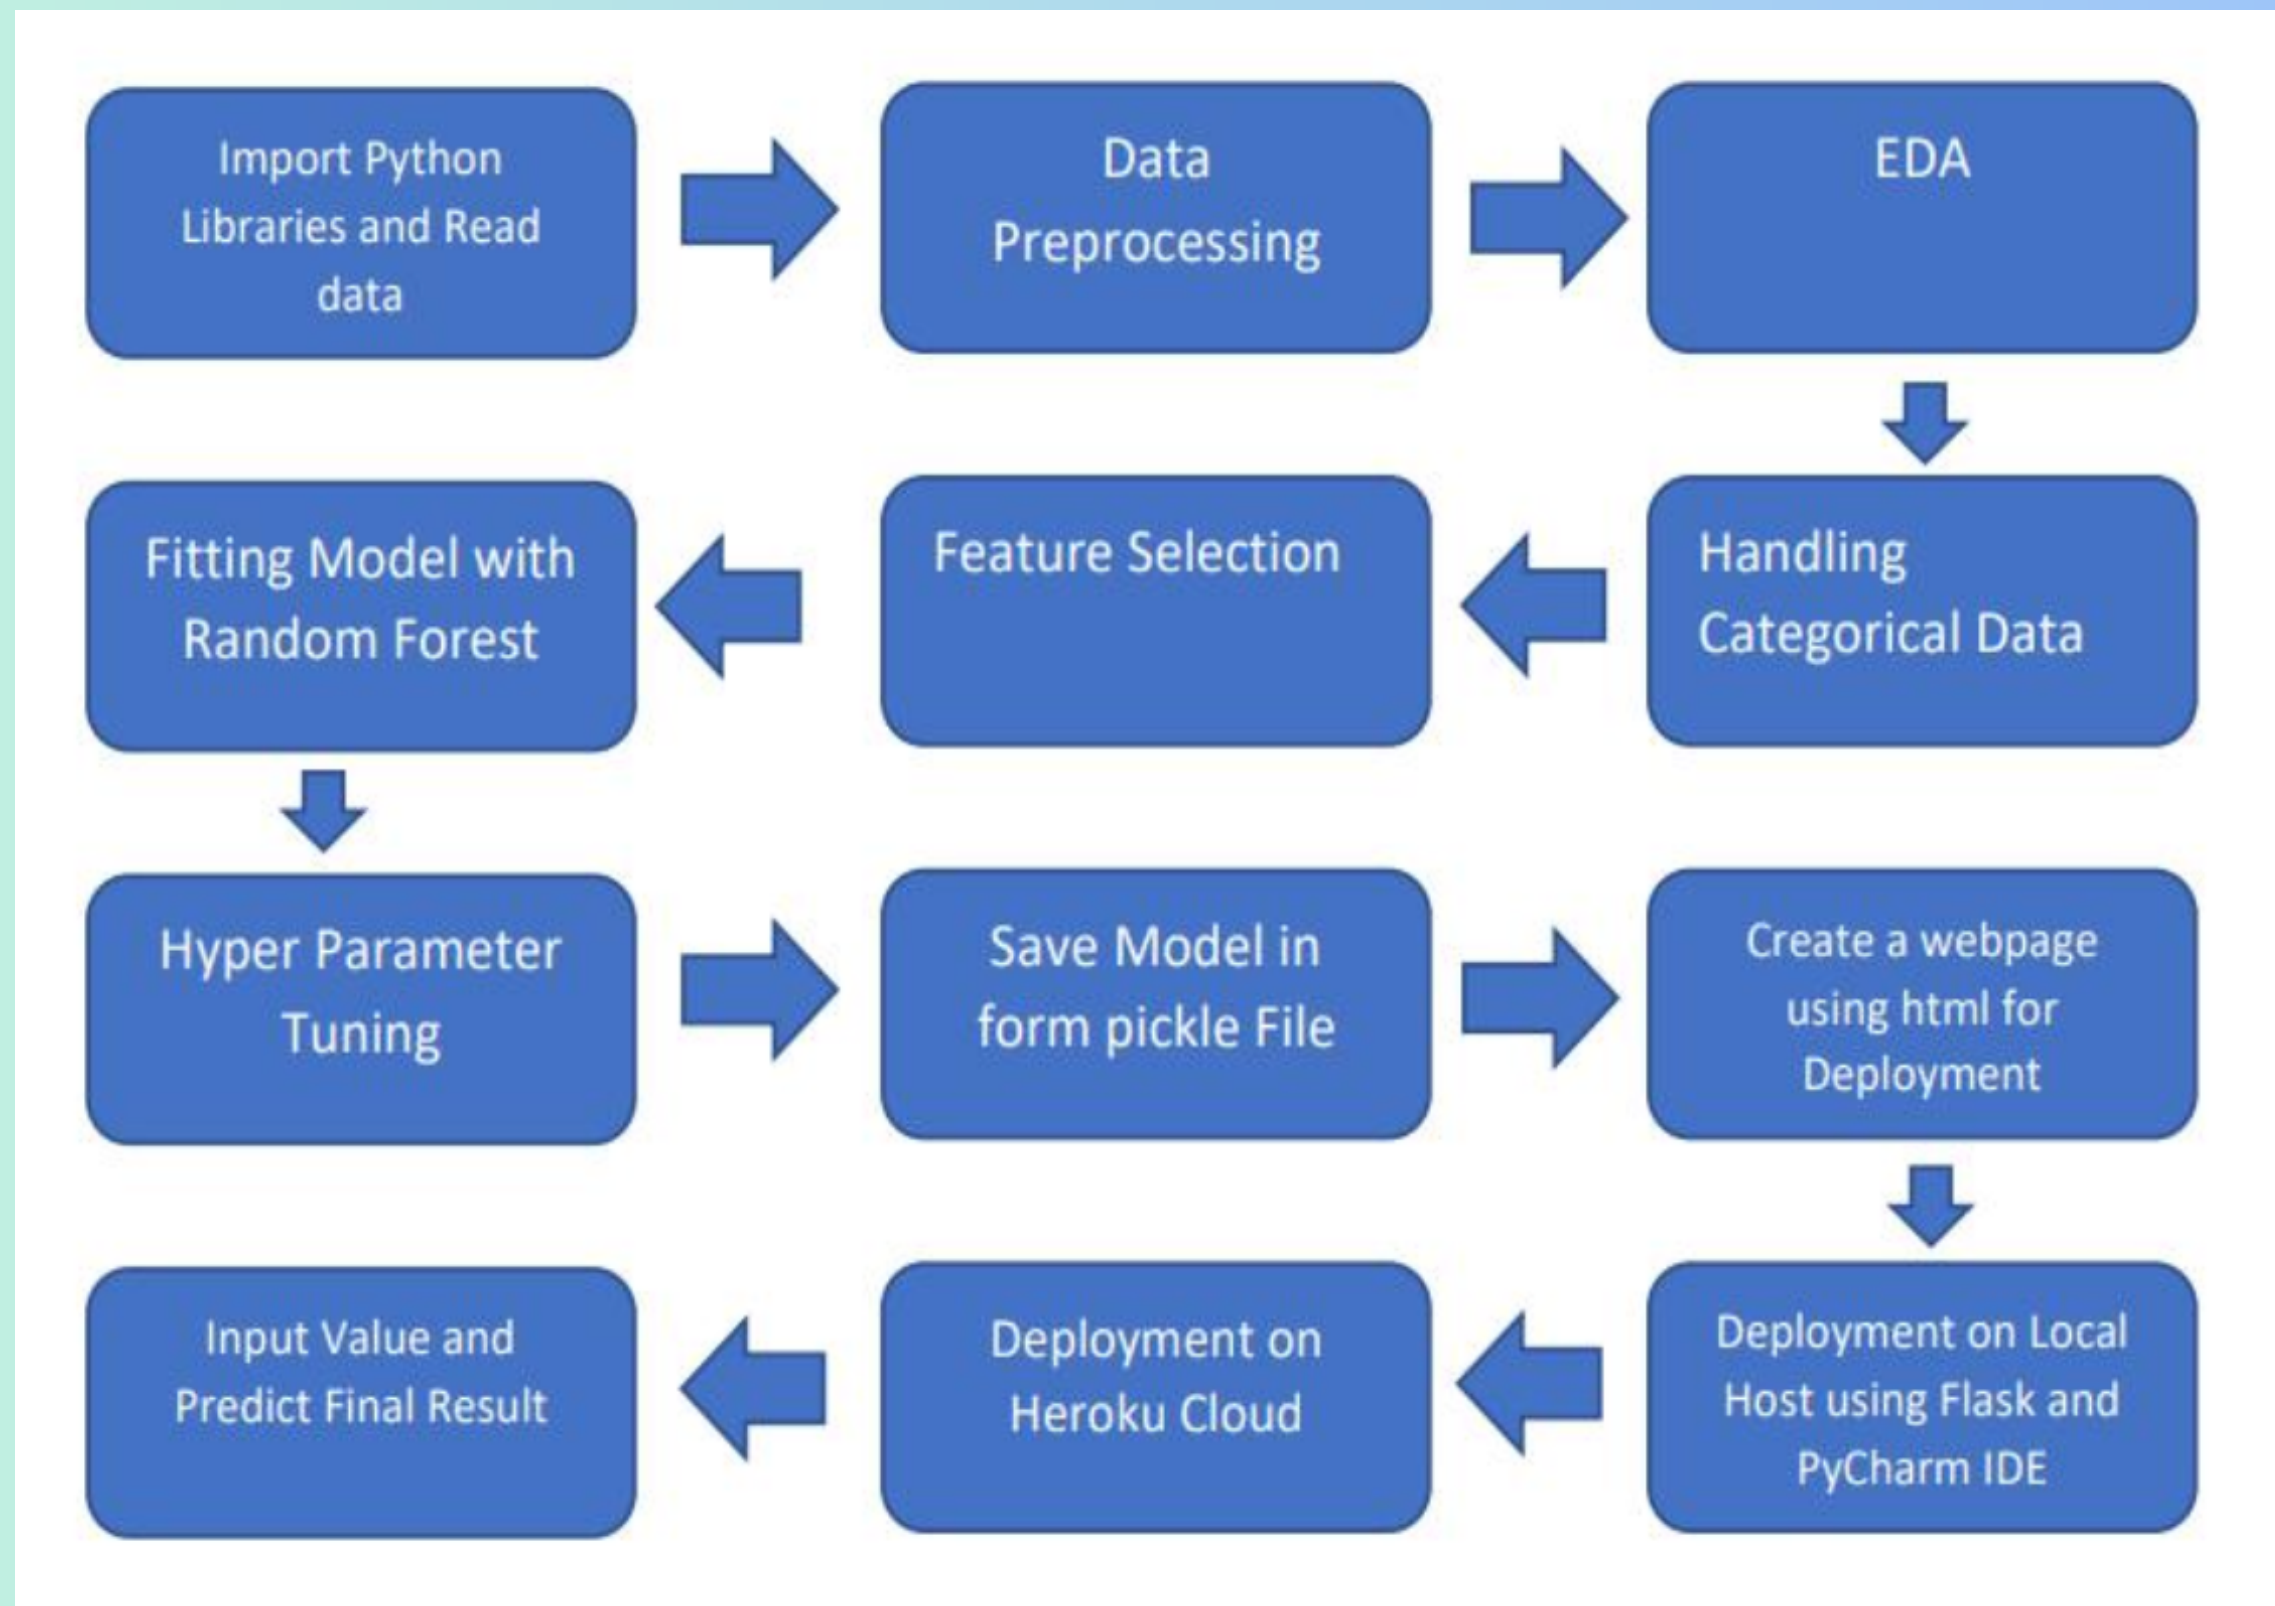 Import Python
Libraries and Read
data
Data
Preprocessing
EDA
Handling
Categorical Data
Feature Selection
Fitting Model with
Random Forest
Hyper Parameter
Tuning
Save Model in
form pickle File
Create a webpage
using html for
Deployment
Deployment on Local
Host using Flask and
PyCharm IDE
Deployment on
Heroku Cloud
Input Value and
Predict Final Result